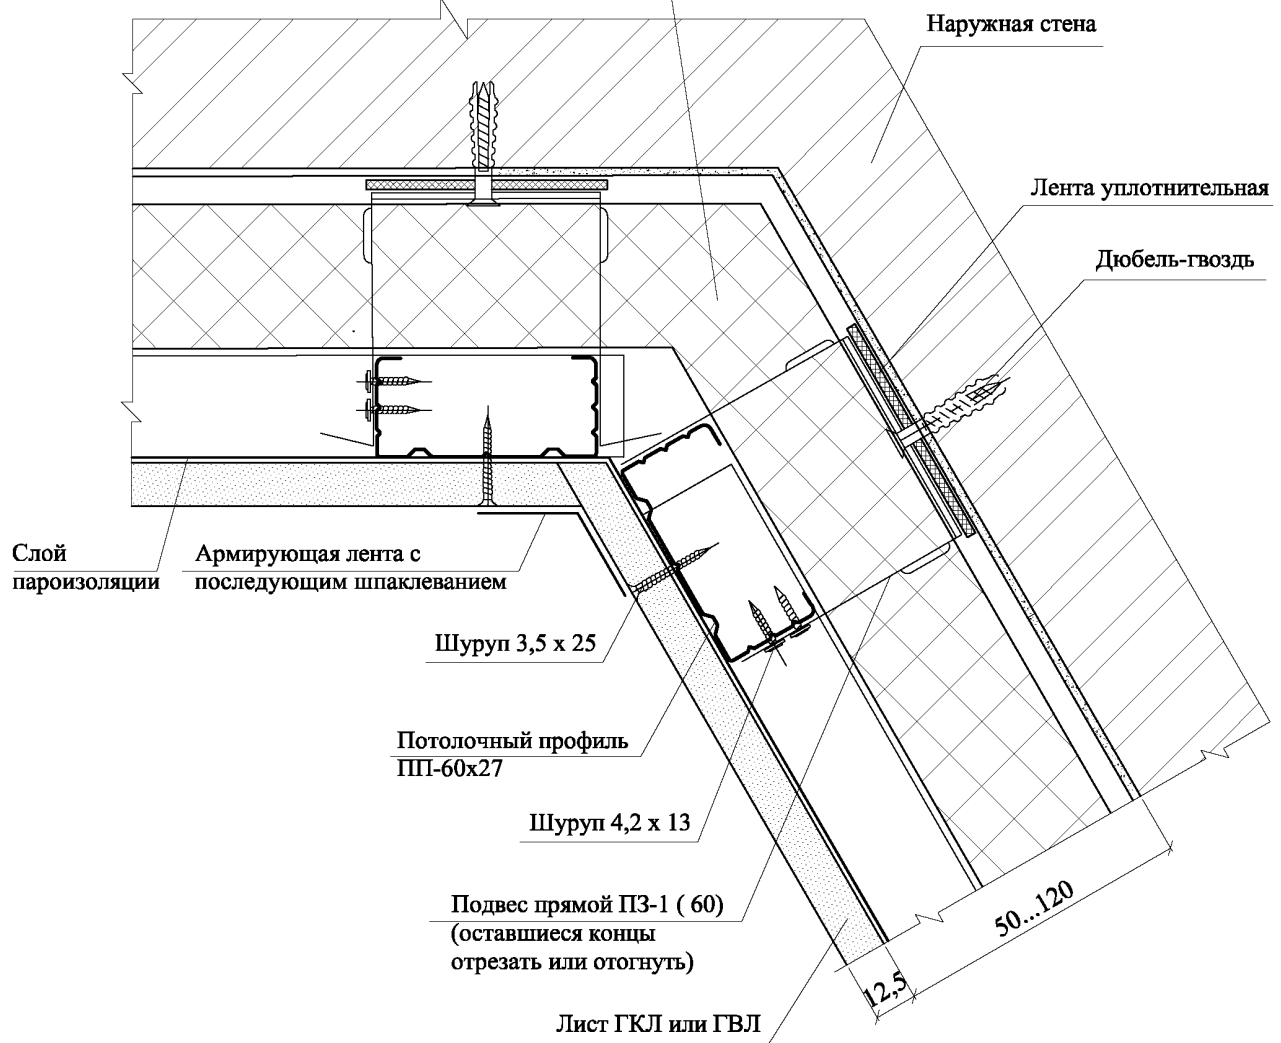 Наружная стена
Лента уплотнительная
Дюбель-гвоздь
Слой
пароизоляции
Армирующая лента с
последующим шпаклеванием
Шуруп 3,5 х 25
Потолочный профиль
ПП-60х27
Шуруп 4,2 х 13
Подвес прямой ПЗ-1 ( 60)
(оставшиеся концы
отрезать или отогнуть)
50...120
12,5
Лист ГКЛ или ГВЛ